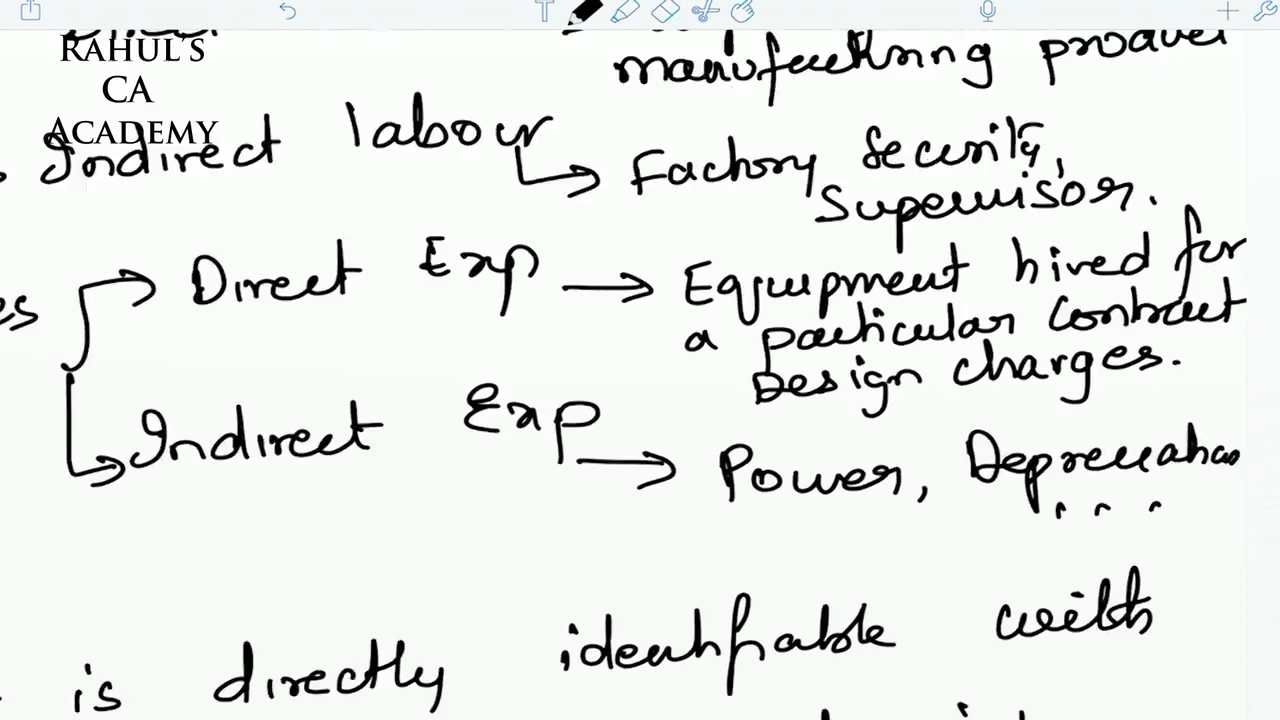 RAHUL'S
CA
ACADEMY
manufacturing product
Indirect labour
Factory Security,
Supervisor.
Direct Exp
Equipment hired for
a particular contract
Design charges.
Indirect Exp
Power, Depreciation
. . .
is directly identifiable with